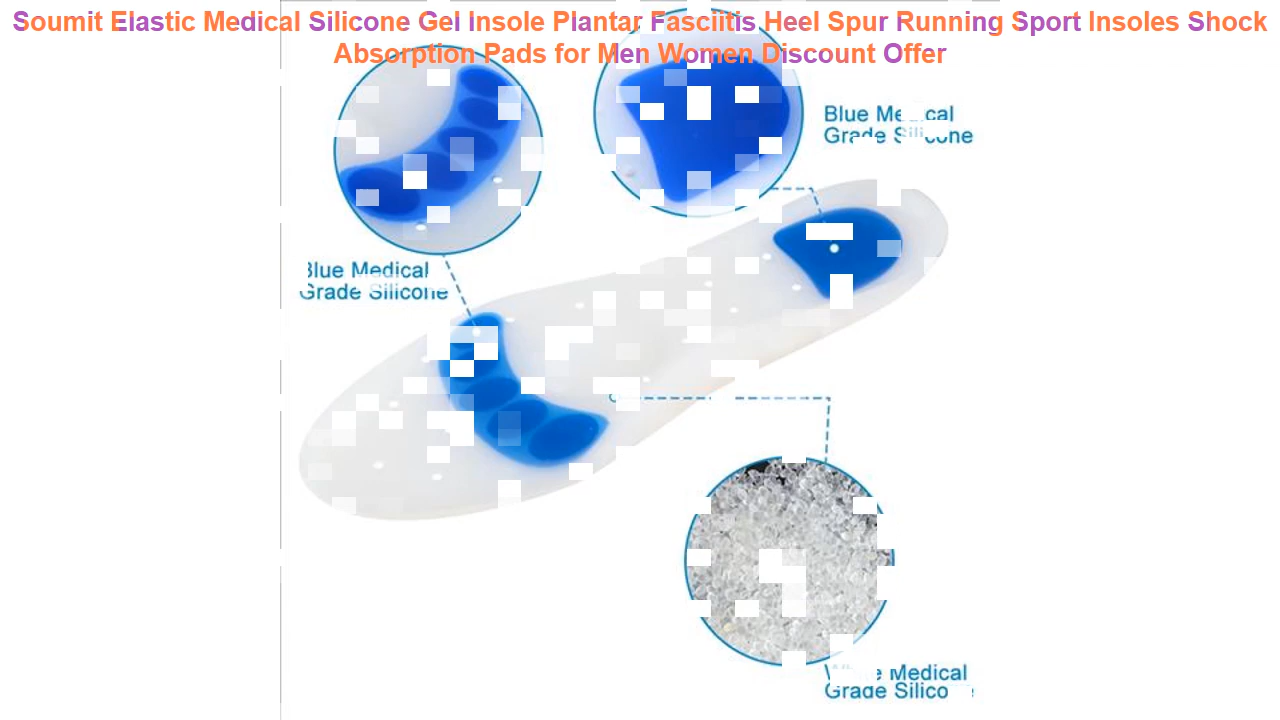 Soumit Elastic Medical Silicone Gel Insole Plantar Fasciitis Heel Spur Running Sport Insoles Shock
Absorption Pads for Men Women Discount Offer
Blue Medical
Grade Silicone
Blue Medical
Grade Silicone
Medical
Grade